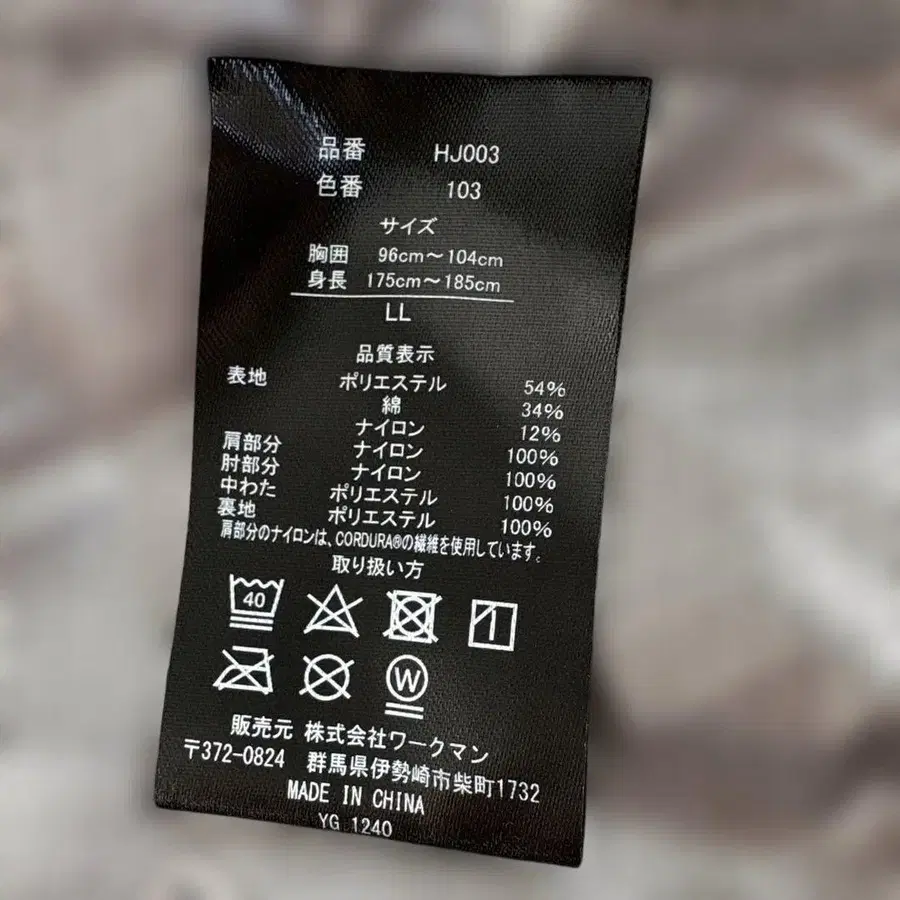 品番 HJ003
色番 103
サイズ
胸囲 96cm～104cm
身長 175cm～185cm
LL
品質表示
表地 ポリエステル 54%
綿 34%
ナイロン 12%
肩部分 ナイロン 100%
肘部分 ナイロン 100%
中わた ポリエステル 100%
裏地 ポリエステル 100%
肩部分のナイロンは、CORDURA®の繊維を使用しています。
取り扱い方
40
W
販売元 株式会社ワークマン
〒372-0824 群馬県伊勢崎市柴町1732
MADE IN CHINA
YG 1240